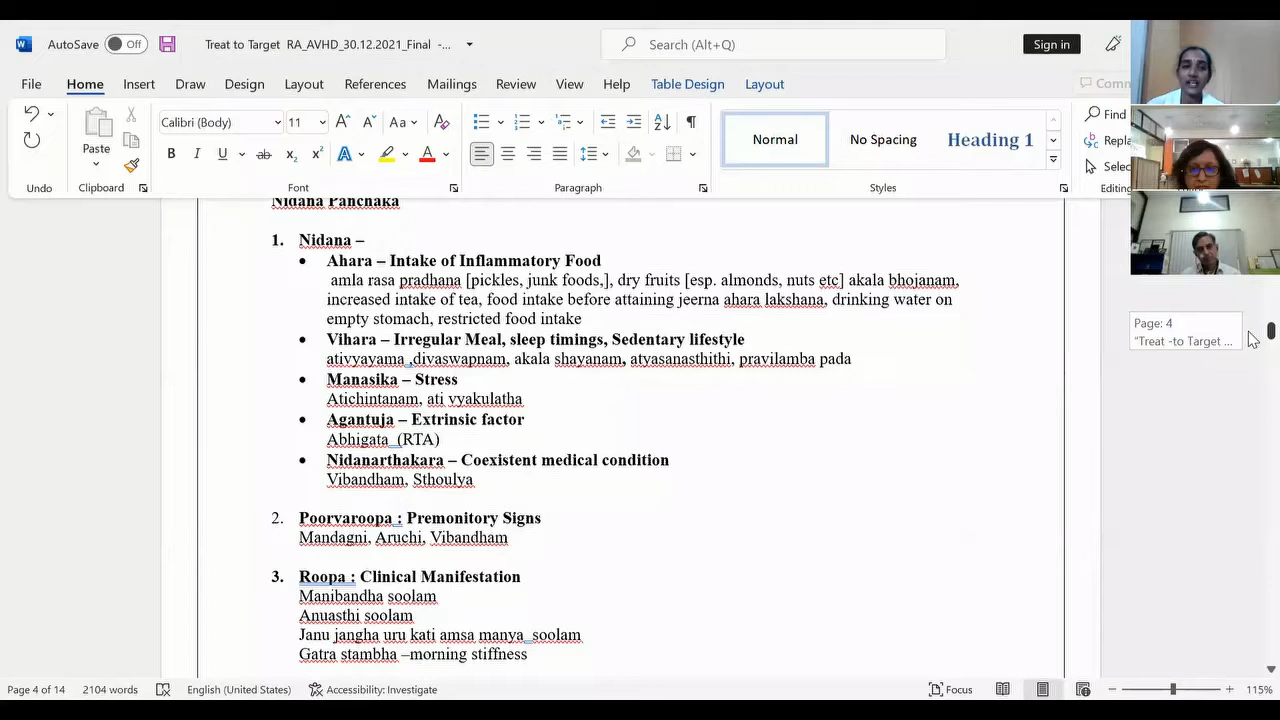 AutoSave Off Treat to Target RA_AVHD_30.12.2021_Final -... Search (Alt+Q) Sign in
File Home Insert Draw Design Layout References Mailings Review View Help Table Design Layout Comm
Paste
Calibri (Body) 11
Normal No Spacing Heading 1
Find
Repla
Selec
Undo Clipboard Font Paragraph Styles Editing
Nidana Panchaka
1. Nidana –
• Ahara – Intake of Inflammatory Food
amla rasa pradhana [pickles, junk foods,], dry fruits [esp. almonds, nuts etc] akala bhojanam,
increased intake of tea, food intake before attaining jeerna ahara lakshana, drinking water on
empty stomach, restricted food intake
• Vihara – Irregular Meal, sleep timings, Sedentary lifestyle
ativyayama ,divaswapnam, akala shayanam, atyasanasthithi, pravilamba pada
• Manasika – Stress
Atichintanam, ati vyakulatha
• Agantuja – Extrinsic factor
Abhigata (RTA)
• Nidanarthakara – Coexistent medical condition
Vibandham, Sthoulya
2. Poorvaroopa : Premonitory Signs
Mandagni, Aruchi, Vibandham
3. Roopa : Clinical Manifestation
Manibandha soolam
Anuasthi soolam
Janu jangha uru kati amsa manya soolam
Gatra stambha –morning stiffness
Page: 4
"Treat -to Target ...
Page 4 of 14 2104 words English (United States) Accessibility: Investigate Focus 115%